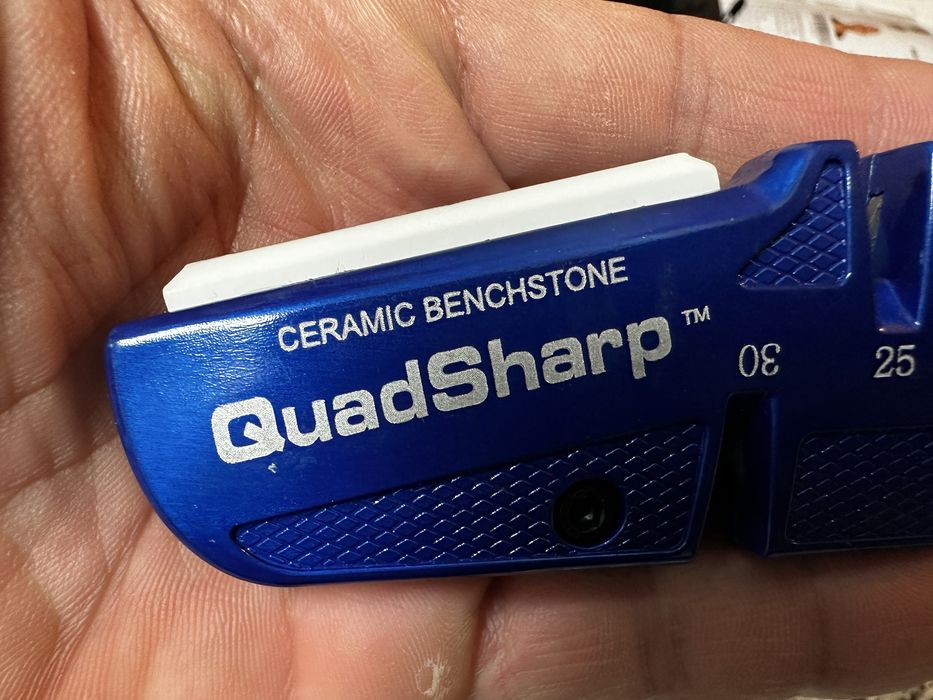 CERAMIC BENCHSTONE
QuadSharp™
30
25